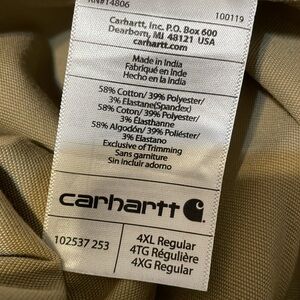 RN#14806
100119
Carhartt, Inc. P.O. Box 600
Dearborn, MI 48121 USA
carhartt.com
Made in India
Fabriqué en Inde
Hecho en la India
58% Cotton/ 39% Polyester/
3% Elastane(Spandex)
58% Coton/ 39% Polyester/
3% Élasthanne
58% Algodón/ 39% Poliéster/
3% Elastano
Exclusive of Trimming
Sans garniture
Sin incluir adorno
carhartt
102537 253
4XL Regular
4TG Régulière
4XG Regular